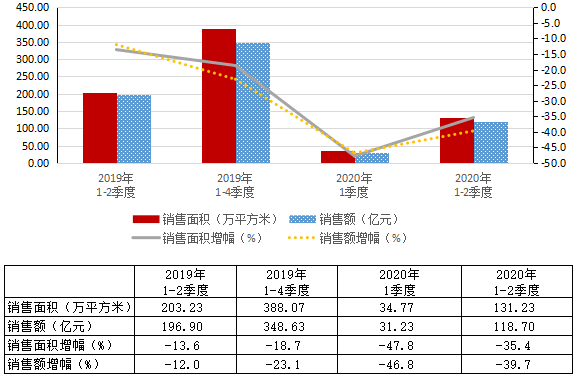 450.00
400.00
350.00
300.00
250.00
200.00
150.00
100.00
50.00
0.00
0.0
-5.0
-10.0
-15.0
-20.0
-25.0
-30.0
-35.0
-40.0
-45.0
-50.0
2019年 2019年 2020年 2020年
1-2季度 1-4季度 1季度 1-2季度
销售面积（万平方米） 销售额（亿元）
销售面积增幅（%） 销售额增幅（%）
2019年 2019年 2020年 2020年
1-2季度 1-4季度 1季度 1-2季度
销售面积（万平方米） 203.23 388.07 34.77 131.23
销售额（亿元） 196.90 348.63 31.23 118.70
销售面积增幅（%） -13.6 -18.7 -47.8 -35.4
销售额增幅（%） -12.0 -23.1 -46.8 -39.7